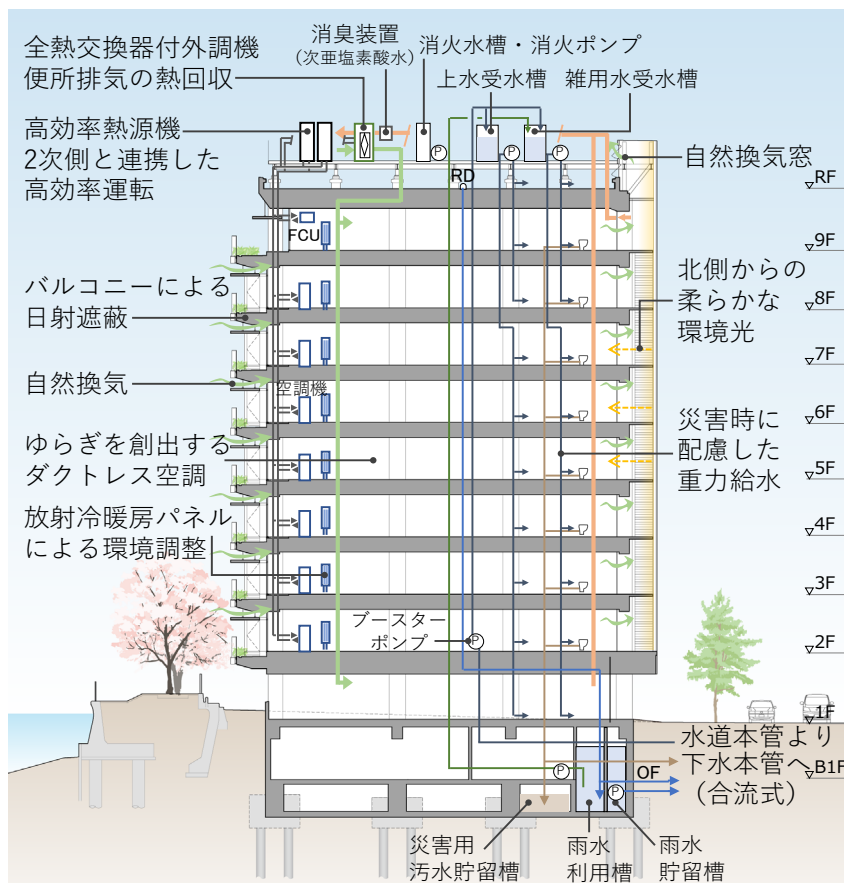 全熱交換器付外調機
便所排気の熱回収
消臭装置
(次亜塩素酸水)
消火水槽・消火ポンプ
上水受水槽
雑用水受水槽
高効率熱源機
2次側と連携した
高効率運転
P
P
P
RD
自然換気窓
RF
FCU
9F
バルコニーによる
日射遮蔽
北側からの
柔らかな
環境光
8F
7F
自然換気
空調機
6F
ゆらぎを創出する
ダクトレス空調
災害時に
配慮した
重力給水
5F
放射冷暖房パネル
による環境調整
4F
3F
ブースター
ポンプ
P
2F
1F
水道本管より
下水本管へ
(合流式)
B1F
P
P
OF
災害用
汚水貯留槽
雨水
利用槽
雨水
貯留槽